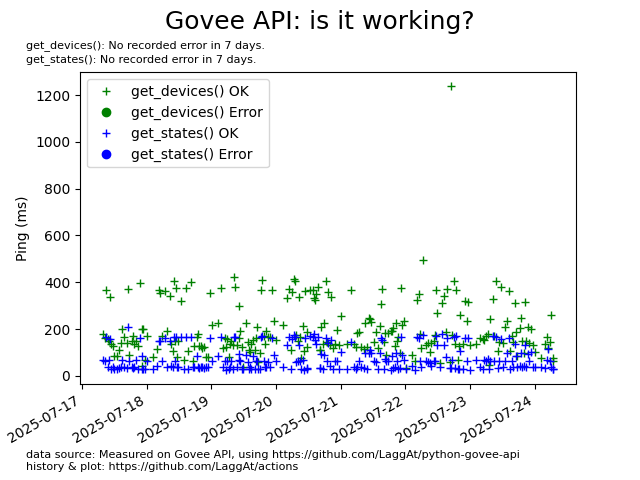 Govee API: is it working?
get_devices(): No recorded error in 7 days.
get_states(): No recorded error in 7 days.
get_devices() OK
get_devices() Error
get_states() OK
get_states() Error
Ping (ms)
1200
1000
800
600
400
200
0
2025-07-17
2025-07-18
2025-07-19
2025-07-20
2025-07-21
2025-07-22
2025-07-23
2025-07-24
data source: Measured on Govee API, using https://github.com/LaggAt/python-govee-api
history & plot: https://github.com/LaggAt/actions